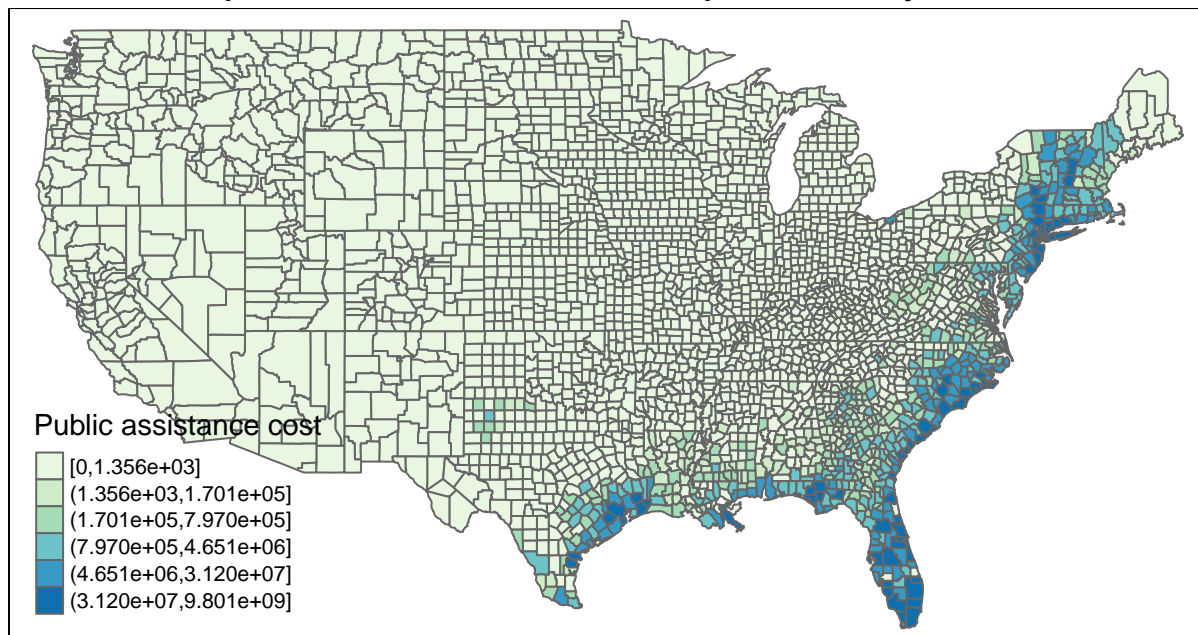 Public assistance cost
[0,1.356e+03]
(1.356e+03,1.701e+05]
(1.701e+05,7.970e+05]
(7.970e+05,4.651e+06]
(4.651e+06,3.120e+07]
(3.120e+07,9.801e+09]